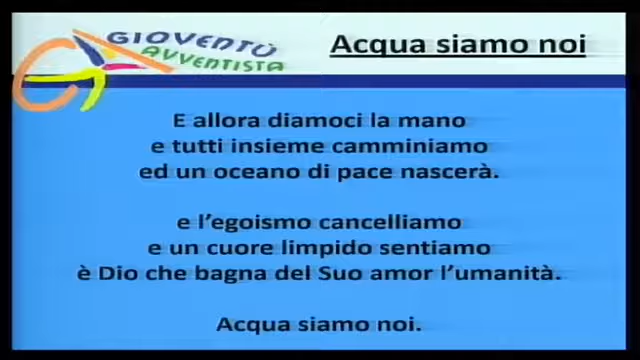 GIOVENTÙ
AVVENTISTA
Acqua siamo noi
E allora diamoci la mano
e tutti insieme camminiamo
ed un oceano di pace nascerà.
e l'egoismo cancelliamo
e un cuore limpido sentiamo
è Dio che bagna del Suo amor l'umanità.
Acqua siamo noi.